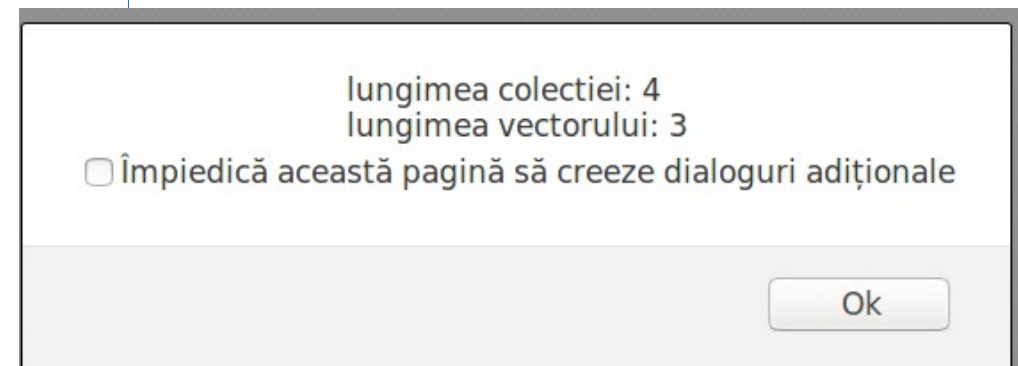 lungimea colectiei: 4
lungimea vectorului: 3
Împiedică această pagină să creeze dialoguri adiționale
Ok